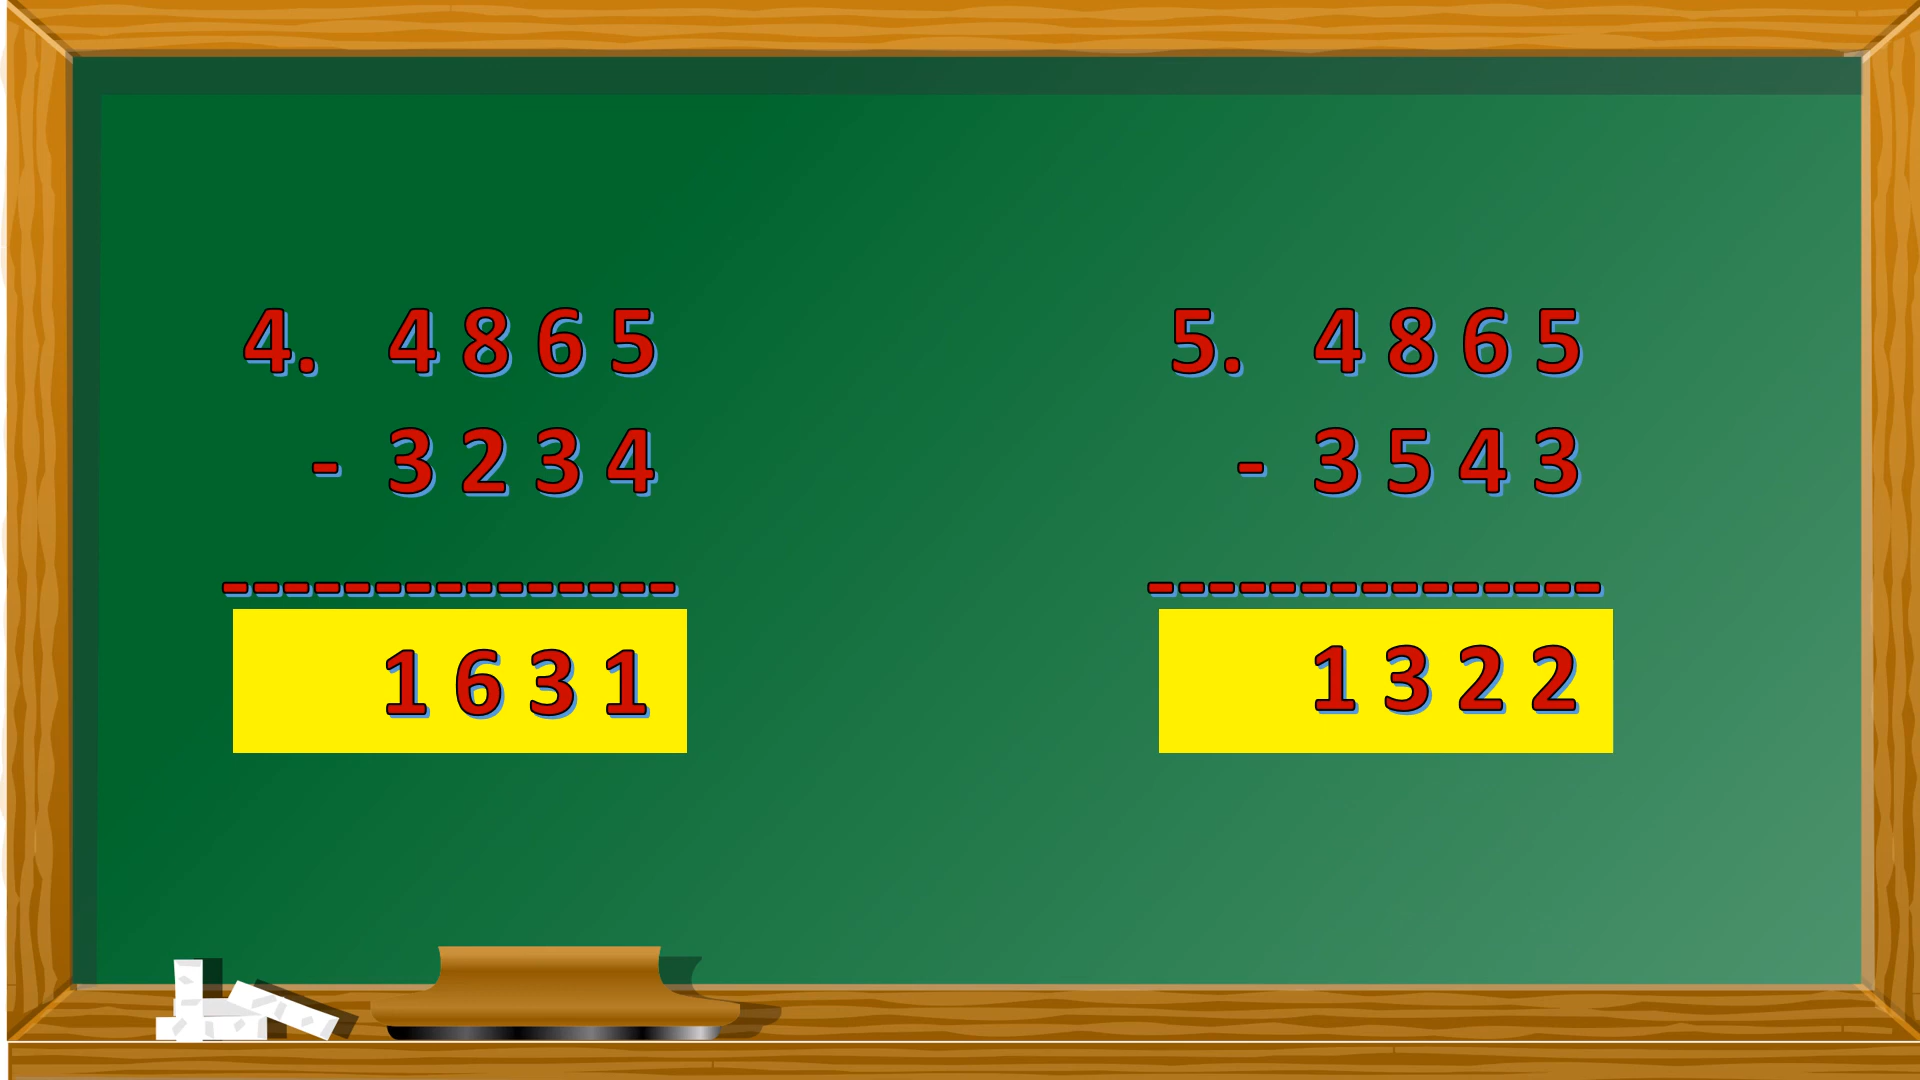 4. 4 8 6 5
- 3 2 3 4
---------------
1 6 3 1
5. 4 8 6 5
- 3 5 4 3
---------------
1 3 2 2